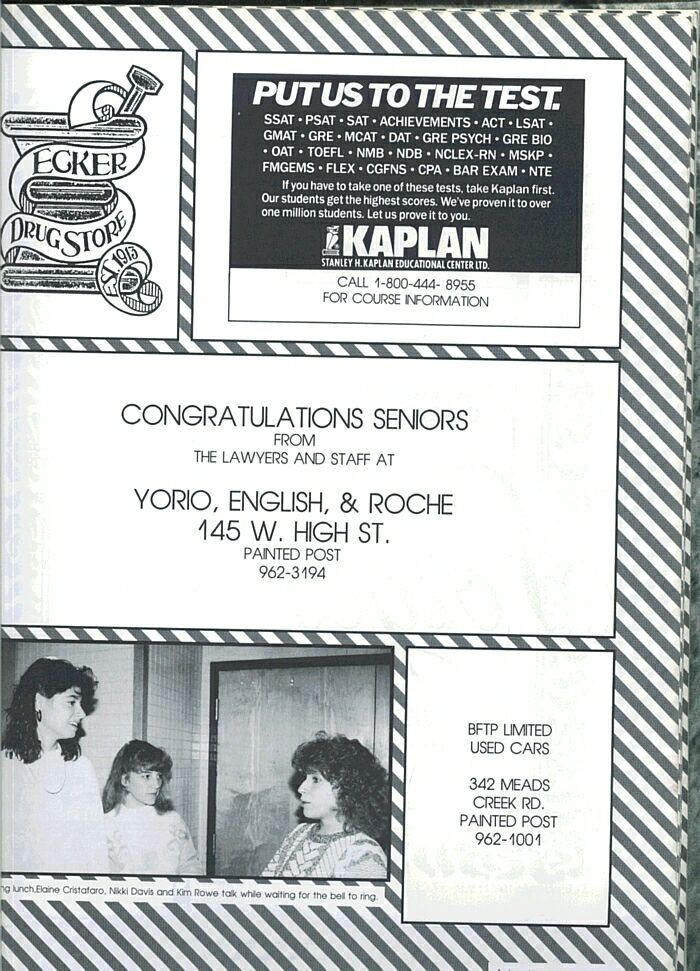 ECKER
DRUG STORE
EST 1913
PUT US TO THE TEST.
SSAT • PSAT • SAT • ACHIEVEMENTS • ACT • LSAT •
GMAT • GRE • MCAT • DAT • GRE PSYCH • GRE BIO
• OAT • TOEFL • NMB • NDB • NCLEX-RN • MSKP •
FMGEMS • FLEX • CGFNS • CPA • BAR EXAM • NTE
If you have to take one of these tests, take Kaplan first.
Our students get the highest scores. We've proven it to over
one million students. Let us prove it to you.
KAPLAN
STANLEY H. KAPLAN EDUCATIONAL CENTER LTD.
CALL 1-800-444- 8955
FOR COURSE INFORMATION
CONGRATULATIONS SENIORS
FROM
THE LAWYERS AND STAFF AT
YORIO, ENGLISH, & ROCHE
145 W. HIGH ST.
PAINTED POST
962-3194
BFTP LIMITED
USED CARS
342 MEADS
CREEK RD.
PAINTED POST
962-1001
ng lunch,Elaine Cristafaro, Nikki Davis and Kim Rowe talk while waiting for the bell to ring.